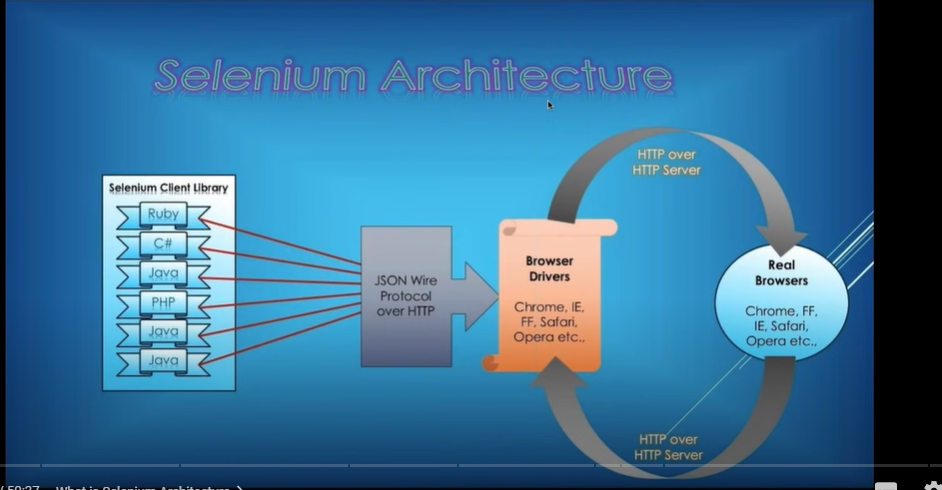 Selenium Architecture
Selenium Client Library
Ruby
C#
Java
PHP
Java
Java
JSON Wire
Protocol
over HTTP
Browser
Drivers
Chrome, IE,
FF, Safari,
Opera etc.,
HTTP over
HTTP Server
Real
Browsers
Chrome, FF,
IE, Safari,
Opera etc.,
HTTP over
HTTP Server
What is Selenium Architecture